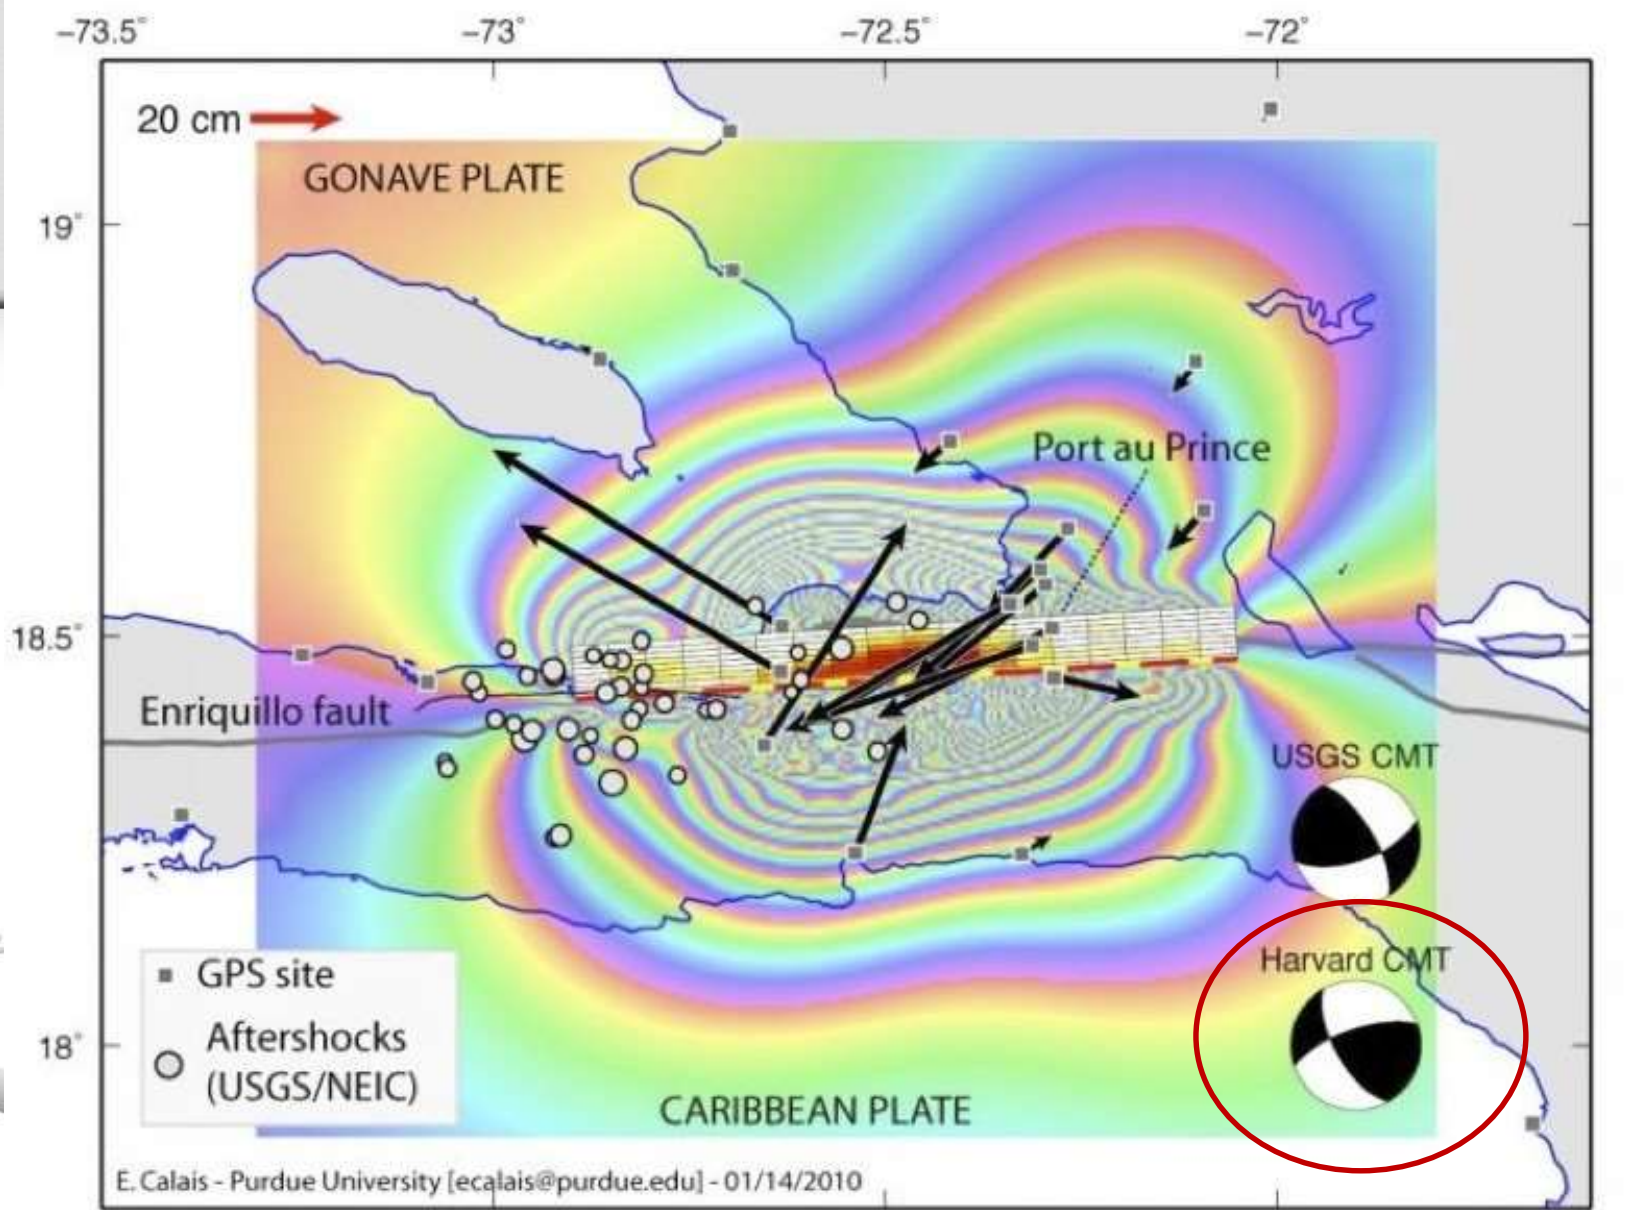 −73.5°
−73°
−72.5°
−72°
20 cm
GONAVE PLATE
19°
Port au Prince
18.5°
Enriquillo fault
USGS CMT
Harvard CMT
GPS site
Aftershocks
(USGS/NEIC)
18°
CARIBBEAN PLATE
E. Calais - Purdue University [ecalais@purdue.edu] - 01/14/2010